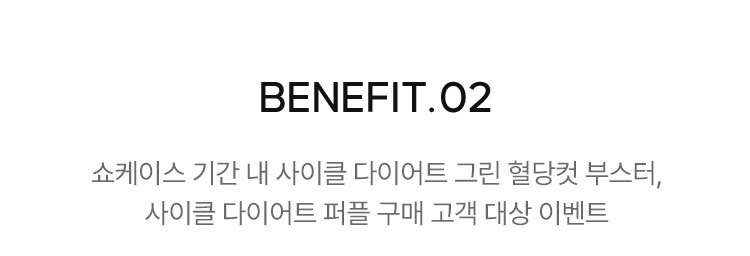 BENEFIT.02
쇼케이스 기간 내 사이클 다이어트 그린 혈당컷 부스터,
사이클 다이어트 퍼플 구매 고객 대상 이벤트